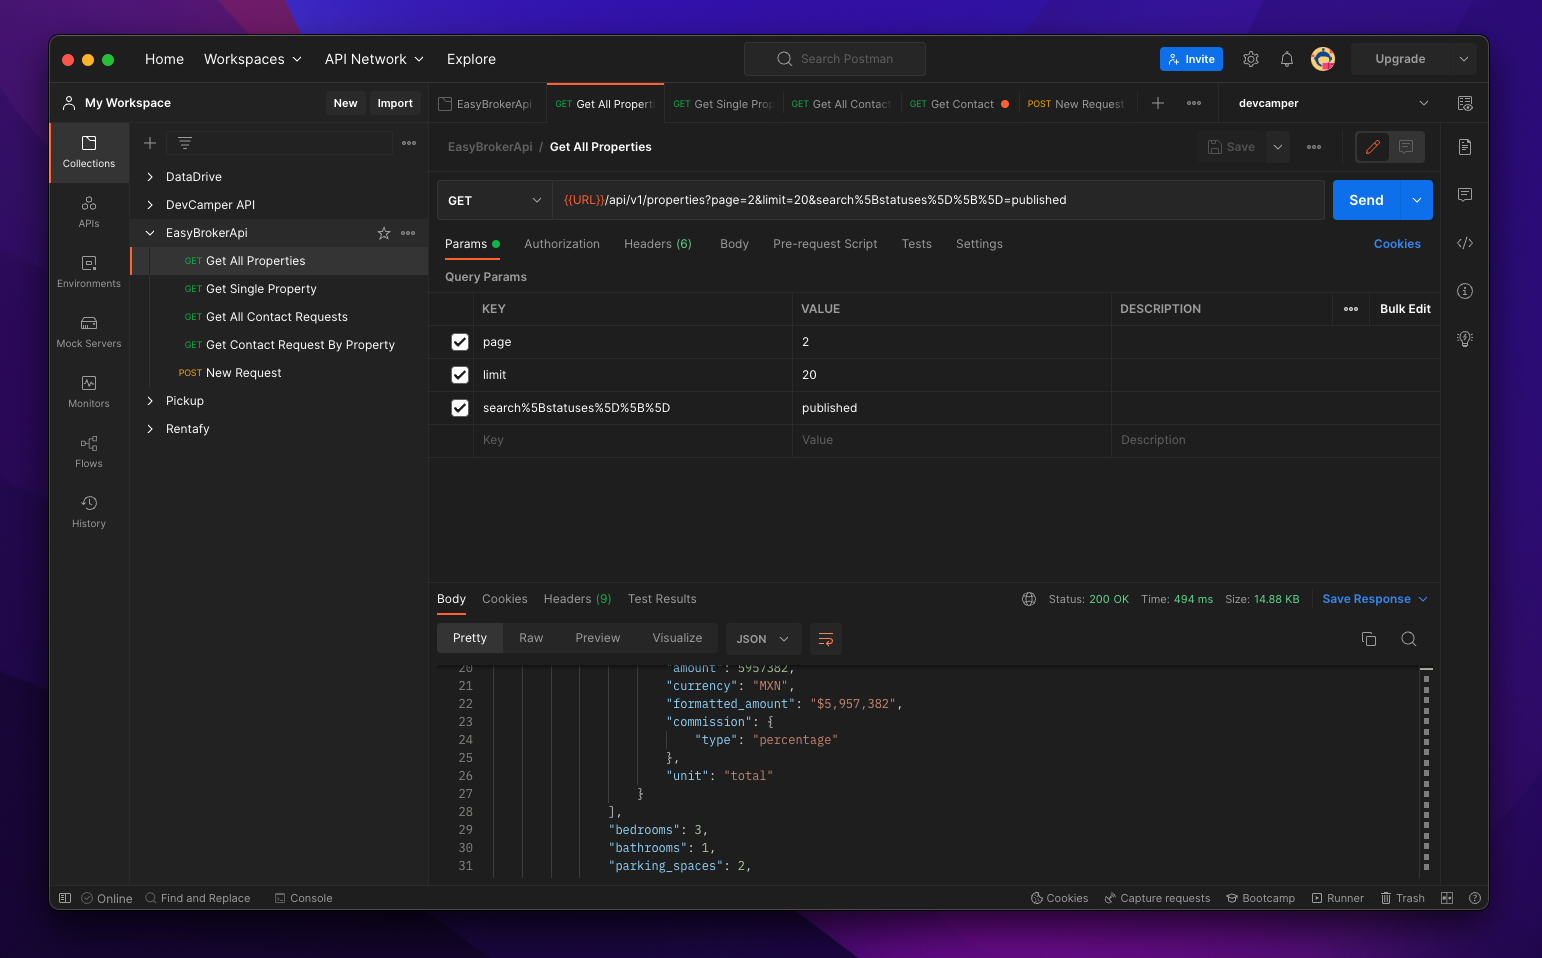 Home Workspaces API Network Explore Search Postman Invite Upgrade
My Workspace New Import
EasyBrokerApi GET Get All Propert GET Get Single Prop GET Get All Contac GET Get Contact POST New Request devcamper
Collections
APIs
Environments
Mock Servers
Monitors
Flows
History
DataDrive
DevCamper API
EasyBrokerApi
GET Get All Properties
GET Get Single Property
GET Get All Contact Requests
GET Get Contact Request By Property
POST New Request
Pickup
Rentafy
EasyBrokerApi / Get All Properties Save
GET {{URL}}/api/v1/properties?page=2&limit=20&search%5Bstatuses%5D%5B%5D=published Send
Params Authorization Headers (6) Body Pre-request Script Tests Settings Cookies
Query Params
KEY VALUE DESCRIPTION Bulk Edit
page 2
limit 20
search%5Bstatuses%5D%5B%5D published
Key Value Description
Body Cookies Headers (9) Test Results Status: 200 OK Time: 494 ms Size: 14.88 KB Save Response
Pretty Raw Preview Visualize JSON
20 "amount": 5957382,
21 "currency": "MXN",
22 "formatted_amount": "$5,957,382",
23 "commission": {
24 "type": "percentage"
25 },
26 "unit": "total"
27 }
28 ],
29 "bedrooms": 3,
30 "bathrooms": 1,
31 "parking_spaces": 2,
Online Find and Replace Console Cookies Capture requests Bootcamp Runner Trash